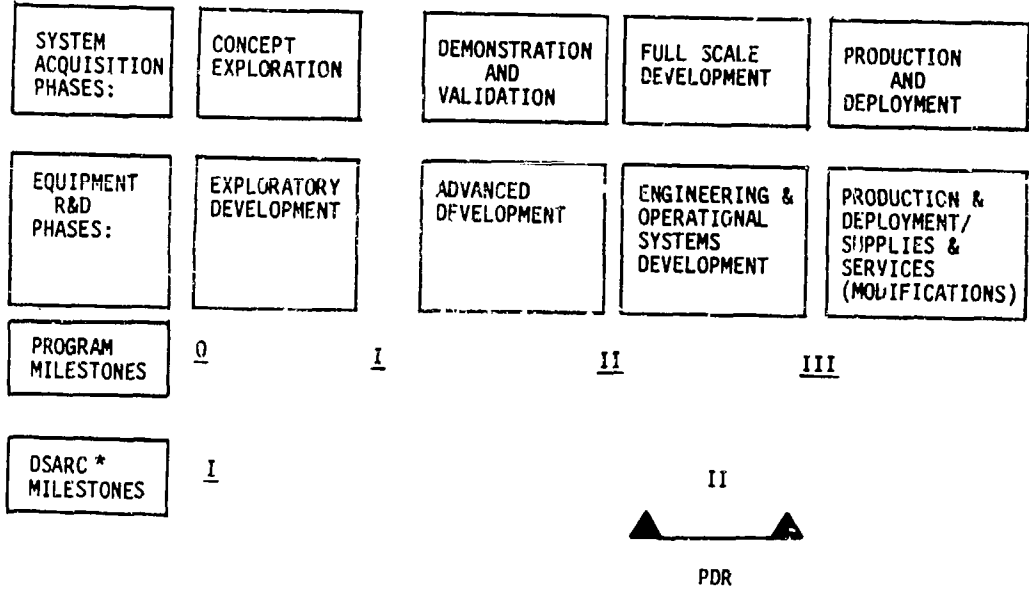 SYSTEM
ACQUISITION
PHASES:
CONCEPT
EXPLORATION
DEMONSTRATION
AND
VALIDATION
FULL SCALE
DEVELOPMENT
PRODUCTION
AND
DEPLOYMENT
EQUIPMENT
R&D
PHASES:
EXPLORATORY
DEVELOPMENT
ADVANCED
DEVELOPMENT
ENGINEERING &
OPERATIONAL
SYSTEMS
DEVELOPMENT
PRODUCTION &
DEPLOYMENT/
SUPPLIES &
SERVICES
(MODIFICATIONS)
PROGRAM
MILESTONES
0
I
II
III
DSARC *
MILESTONES
I
II
PDR